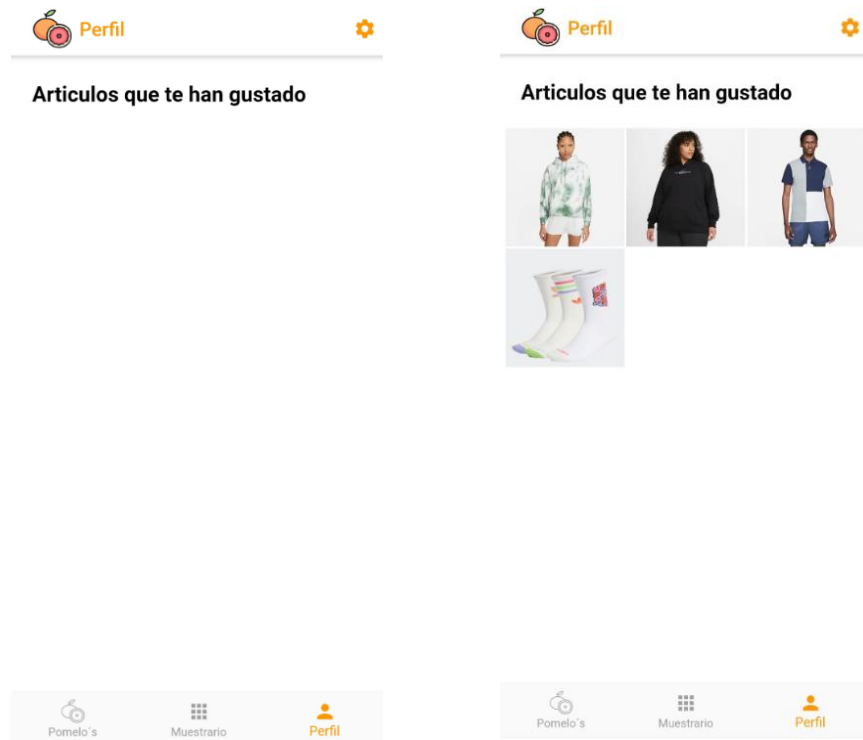 Perfil
Articulos que te han gustado
Pomelo´s
Muestrario
Perfil
Perfil
Articulos que te han gustado
Pomelo´s
Muestrario
Perfil